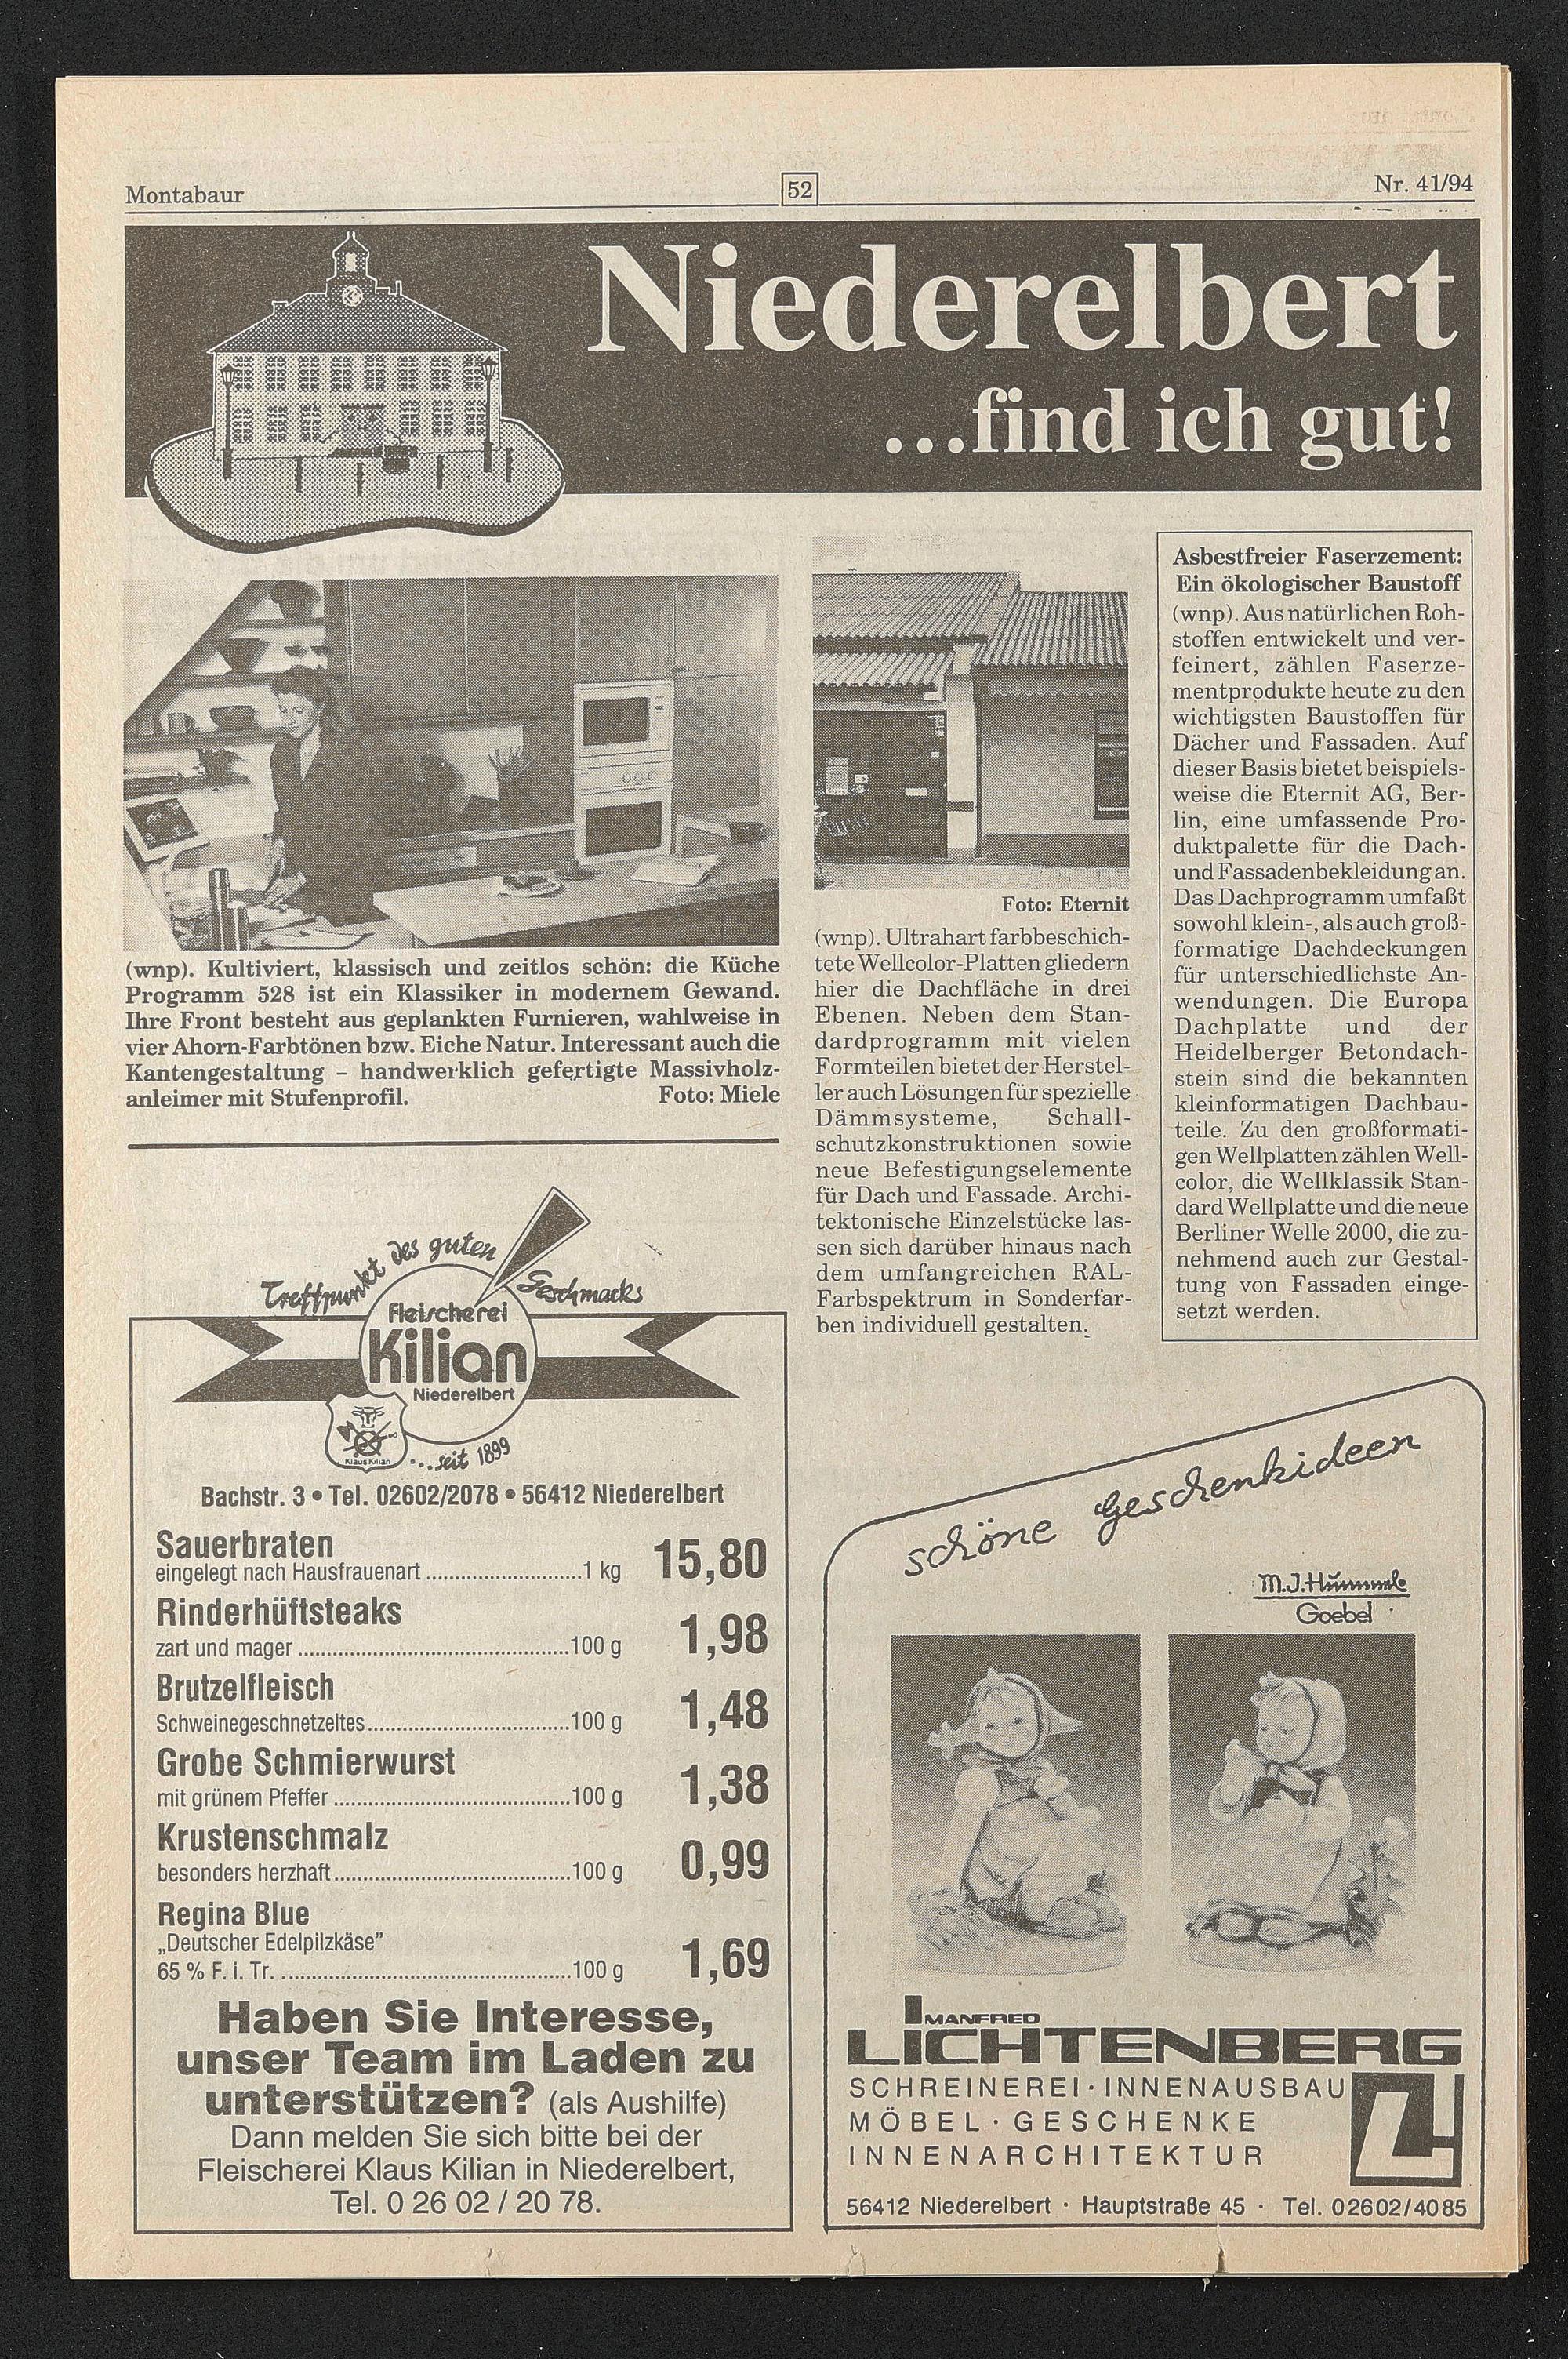 Montabaur
52
Nr. 41/94
Niederelbert
...find ich gut!
(wnp). Kultiviert, klassisch und zeitlos schön: die Küche
Programm 528 ist ein Klassiker in modernem Gewand.
Ihre Front besteht aus geplankten Furnieren, wahlweise in
vier Ahorn-Farbtönen bzw. Eiche Natur. Interessant auch die
Kantengestaltung – handwerklich gefertigte Massivholz-
anleimer mit Stufenprofil. Foto: Miele
Foto: Eternit
(wnp). Ultrahart farbbeschich-
tete Wellcolor-Platten gliedern
hier die Dachfläche in drei
Ebenen. Neben dem Stan-
dardprogramm mit vielen
Formteilen bietet der Herstel-
ler auch Lösungen für spezielle
Dämmsysteme, Schall-
schutzkonstruktionen sowie
neue Befestigungselemente
für Dach und Fassade. Archi-
tektonische Einzelstücke las-
sen sich darüber hinaus nach
dem umfangreichen RAL-
Farbspektrum in Sonderfar-
ben individuell gestalten.
Asbestfreier Faserzement:
Ein ökologischer Baustoff
(wnp). Aus natürlichen Roh-
stoffen entwickelt und ver-
feinert, zählen Faserze-
mentprodukte heute zu den
wichtigsten Baustoffen für
Dächer und Fassaden. Auf
dieser Basis bietet beispiels-
weise die Eternit AG, Ber-
lin, eine umfassende Pro-
duktpalette für die Dach-
und Fassadenbekleidung an.
Das Dachprogramm umfaßt
sowohl klein-, als auch groß-
formatige Dachdeckungen
für unterschiedlichste An-
wendungen. Die Europa
Dachplatte und der
Heidelberger Betondach-
stein sind die bekannten
kleinformatigen Dachbau-
teile. Zu den großformati-
gen Wellplatten zählen Well-
color, die Wellklassik Stan-
dard Wellplatte und die neue
Berliner Welle 2000, die zu-
nehmend auch zur Gestal-
tung von Fassaden einge-
setzt werden.
Treffpunkt des guten Geschmacks
Fleischerei
Kilian
Niederelbert
Klaus Kilian
...seit 1899
Bachstr. 3 • Tel. 02602/2078 • 56412 Niederelbert
Sauerbraten
eingelegt nach Hausfrauenart ..........................1 kg 15,80
Rinderhüftsteaks
zart und mager ..............................................100 g 1,98
Brutzelfleisch
Schweinegeschnetzeltes..................................100 g 1,48
Grobe Schmierwurst
mit grünem Pfeffer ........................................100 g 1,38
Krustenschmalz
besonders herzhaft........................................100 g 0,99
Regina Blue
„Deutscher Edelpilzkäse”
65 % F. i. Tr. .................................................100 g 1,69
Haben Sie Interesse,
unser Team im Laden zu
unterstützen? (als Aushilfe)
Dann melden Sie sich bitte bei der
Fleischerei Klaus Kilian in Niederelbert,
Tel. 0 26 02 / 20 78.
schöne Geschenkideen
M.J. Hummel
Goebel
MANFRED
LICHTENBERG
SCHREINEREI · INNENAUSBAU
MÖBEL · GESCHENKE
INNENARCHITEKTUR
56412 Niederelbert · Hauptstraße 45 · Tel. 02602/4085